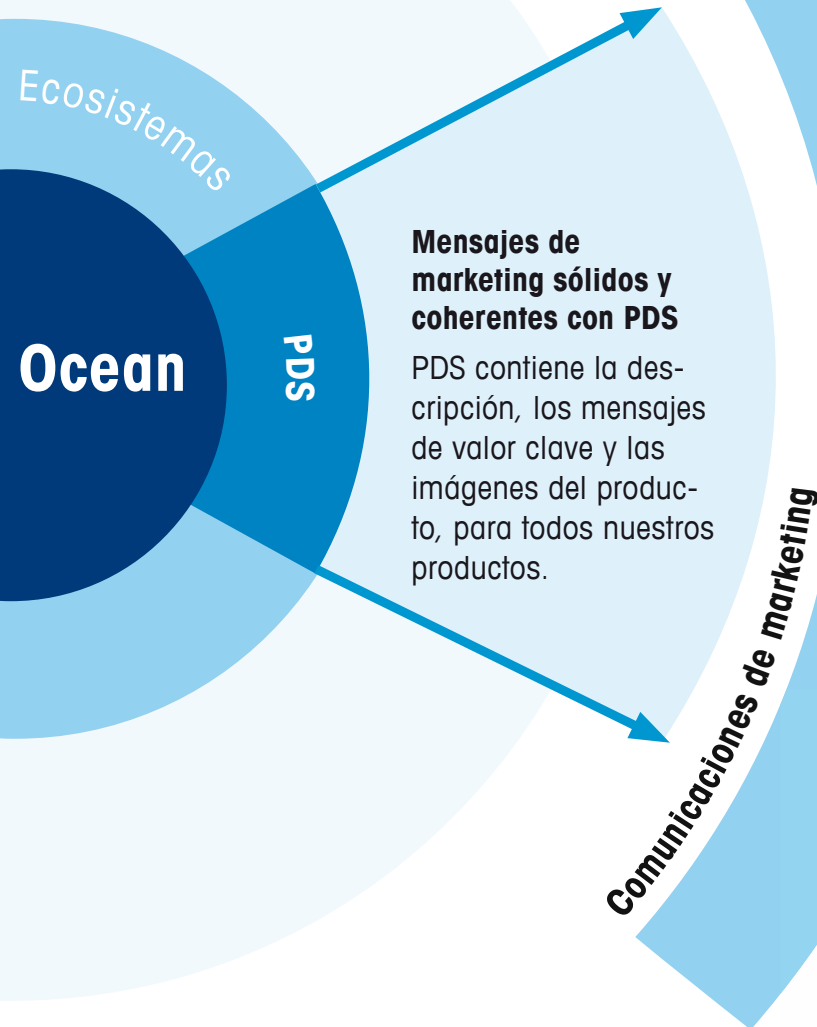 Ecosistemas
Ocean
PDS
Mensajes de
marketing sólidos y
coherentes con PDS
PDS contiene la des-
cripción, los mensajes
de valor clave y las
imágenes del produc-
to, para todos nuestros
productos.
Comunicaciones de marketing